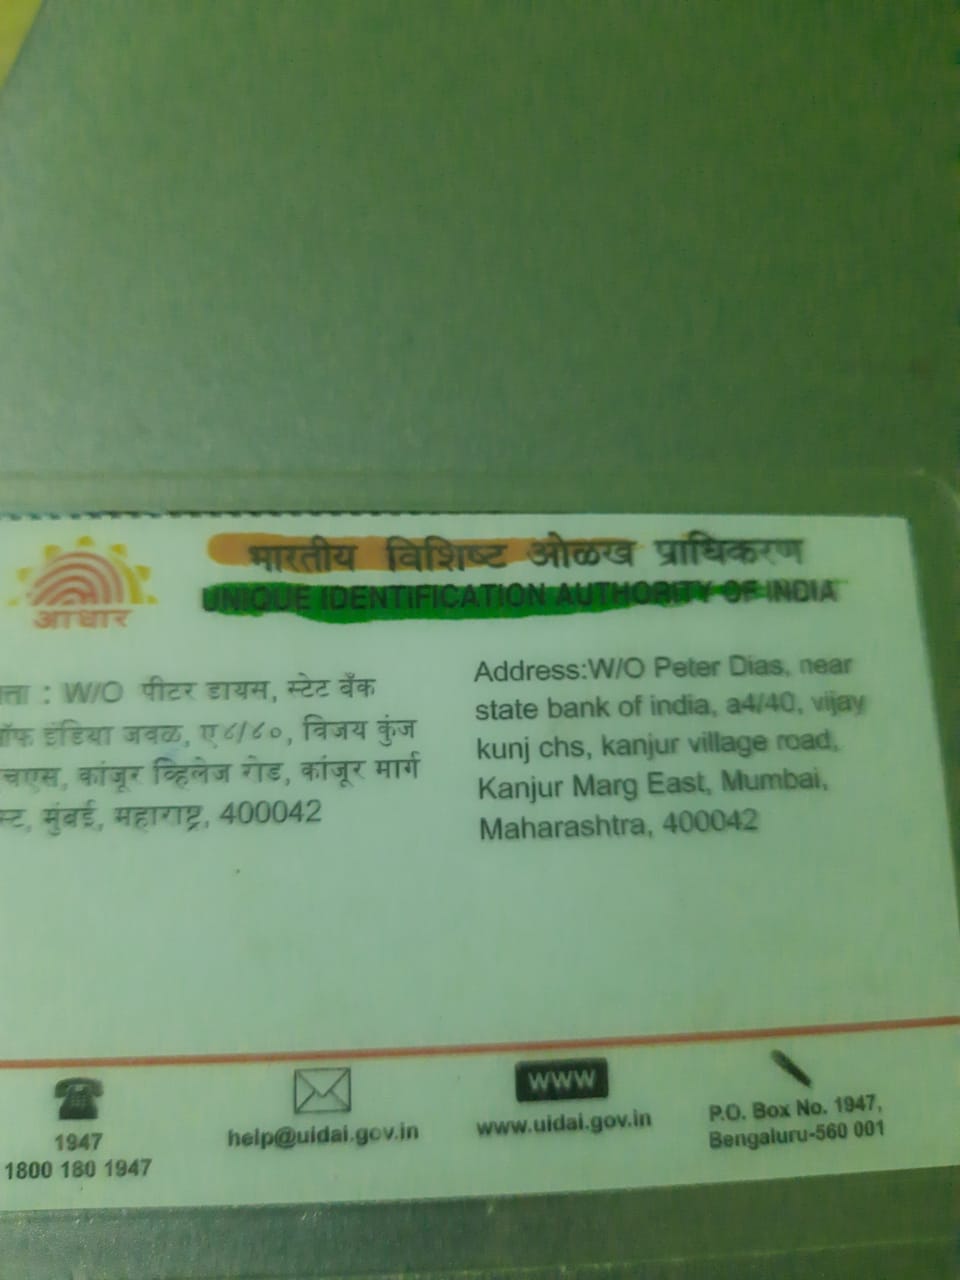 भारतीय विशिष्ट ओळख प्राधिकरण
UNIQUE IDENTIFICATION AUTHORITY OF INDIA
आधार
त्ता : W/O पीटर डायस, स्टेट बँक
ऑफ इंडिया जवळ, ए ४/४०, विजय कुंज
चएस, कांजूर व्हिलेज रोड, कांजूर मार्ग
स्ट, मुंबई, महाराष्ट्र, 400042
Address:W/O Peter Dias, near
state bank of india, a4/40, vijay
kunj chs, kanjur village road,
Kanjur Marg East, Mumbai,
Maharashtra, 400042
1947
1800 180 1947
help@uidai.gov.in
WWW
www.uidai.gov.in
P.O. Box No. 1947,
Bengaluru-560 001